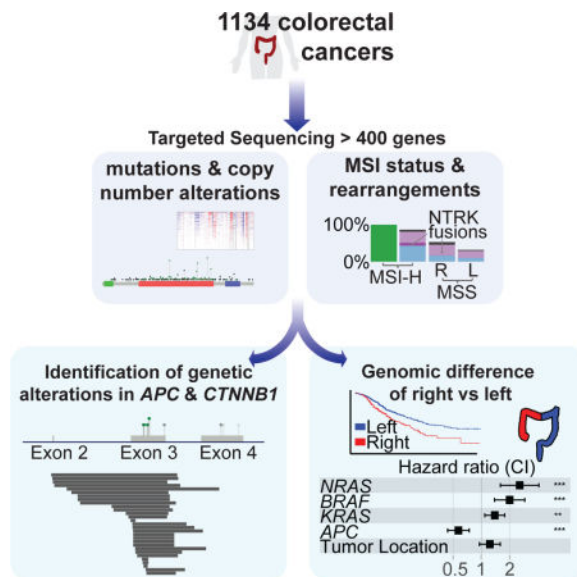 1134 colorectal
cancers
Targeted Sequencing > 400 genes
mutations & copy
number alterations
MSI status &
rearrangements
100%
0%
NTRK
fusions
MSI-H
R L
MSS
Identification of genetic
alterations in APC & CTNNB1
Exon 2 Exon 3 Exon 4
Genomic difference
of right vs left
Left
Right
Hazard ratio (CI)
NRAS ***
BRAF ***
KRAS **
APC ***
Tumor Location
0.5 1 2